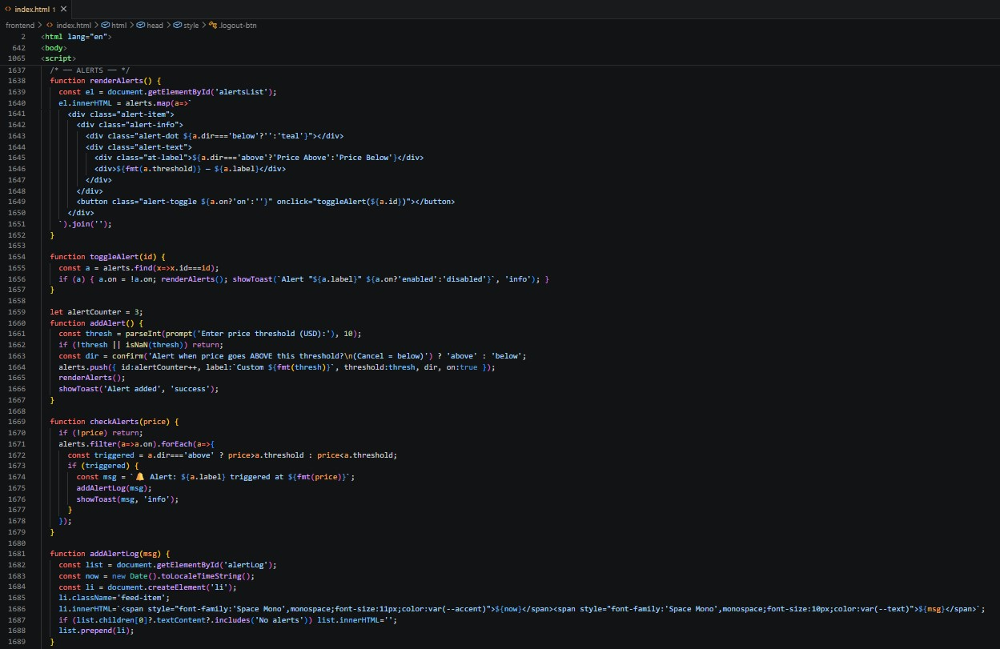 index.html 1 ×
frontend > index.html > html > head > style > .logout-btn
2 <html lang="en">
642 <body>
1065 <script>
1637 /* —— ALERTS —— */
1638 function renderAlerts() {
1639 const el = document.getElementById('alertsList');
1640 el.innerHTML = alerts.map(a=>`
1641 <div class="alert-item">
1642 <div class="alert-info">
1643 <div class="alert-dot ${a.dir==='below'?'':'teal'}"></div>
1644 <div class="alert-text">
1645 <div class="at-label">${a.dir==='above'?'Price Above':'Price Below'}</div>
1646 <div>${fmt(a.threshold)} — ${a.label}</div>
1647 </div>
1648 </div>
1649 <button class="alert-toggle ${a.on?'on':''}" onclick="toggleAlert(${a.id})"></button>
1650 </div>
1651 `).join('');
1652 }
1653
1654 function toggleAlert(id) {
1655 const a = alerts.find(x=>x.id===id);
1656 if (a) { a.on = !a.on; renderAlerts(); showToast(`Alert "${a.label}" ${a.on?'enabled':'disabled'}`, 'info'); }
1657 }
1658
1659 let alertCounter = 3;
1660 function addAlert() {
1661 const thresh = parseInt(prompt('Enter price threshold (USD):'), 10);
1662 if (!thresh || isNaN(thresh)) return;
1663 const dir = confirm('Alert when price goes ABOVE this threshold?\n(Cancel = below)') ? 'above' : 'below';
1664 alerts.push({ id:alertCounter++, label:`Custom ${fmt(thresh)}`, threshold:thresh, dir, on:true });
1665 renderAlerts();
1666 showToast('Alert added', 'success');
1667 }
1668
1669 function checkAlerts(price) {
1670 if (!price) return;
1671 alerts.filter(a=>a.on).forEach(a=>{
1672 const triggered = a.dir==='above' ? price>a.threshold : price<a.threshold;
1673 if (triggered) {
1674 const msg = `🔔 Alert: ${a.label} triggered at ${fmt(price)}`;
1675 addAlertLog(msg);
1676 showToast(msg, 'info');
1677 }
1678 });
1679 }
1680
1681 function addAlertLog(msg) {
1682 const list = document.getElementById('alertLog');
1683 const now = new Date().toLocaleTimeString();
1684 const li = document.createElement('li');
1685 li.className='feed-item';
1686 li.innerHTML=`<span style="font-family:'Space Mono',monospace;font-size:11px;color:var(--accent)">${now}</span><span style="font-family:'Space Mono',monospace;font-size:10px;color:var(--text)">${msg}</span>`;
1687 if (list.children[0]?.textContent?.includes('No alerts')) list.innerHTML='';
1688 list.prepend(li);
1689 }